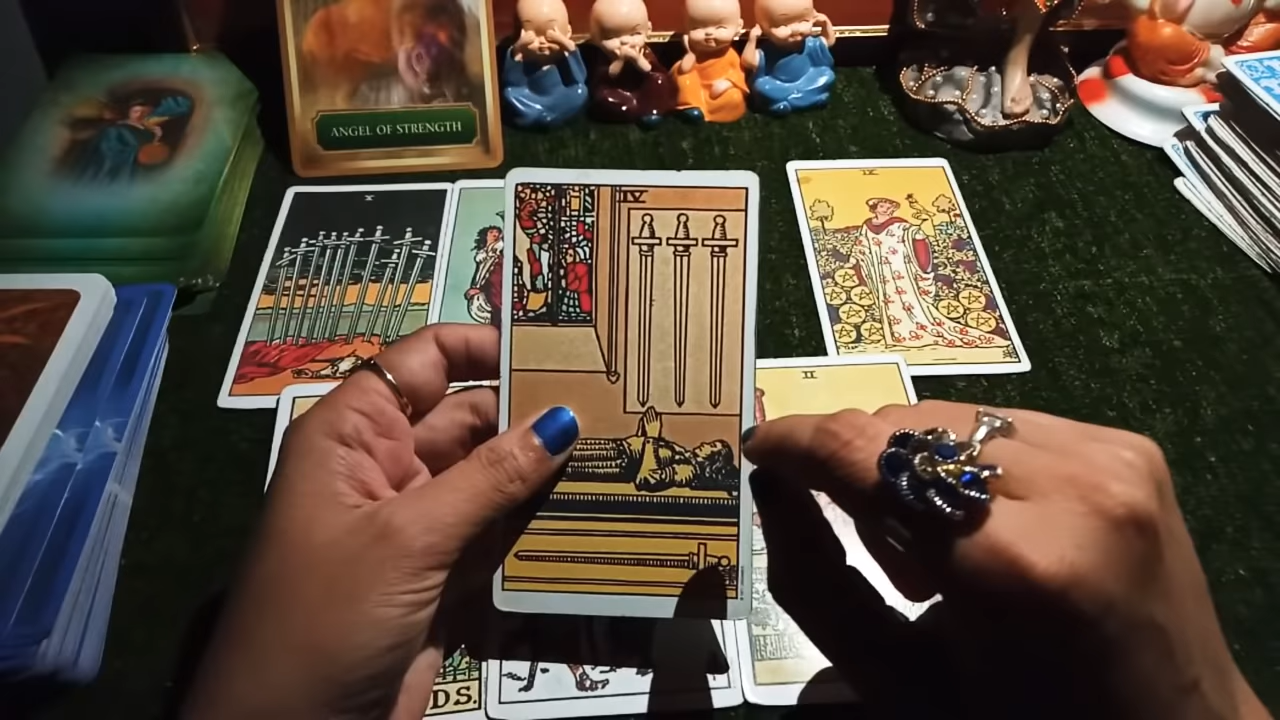 ANGEL OF STRENGTH
X
IV
IX
II
DS.